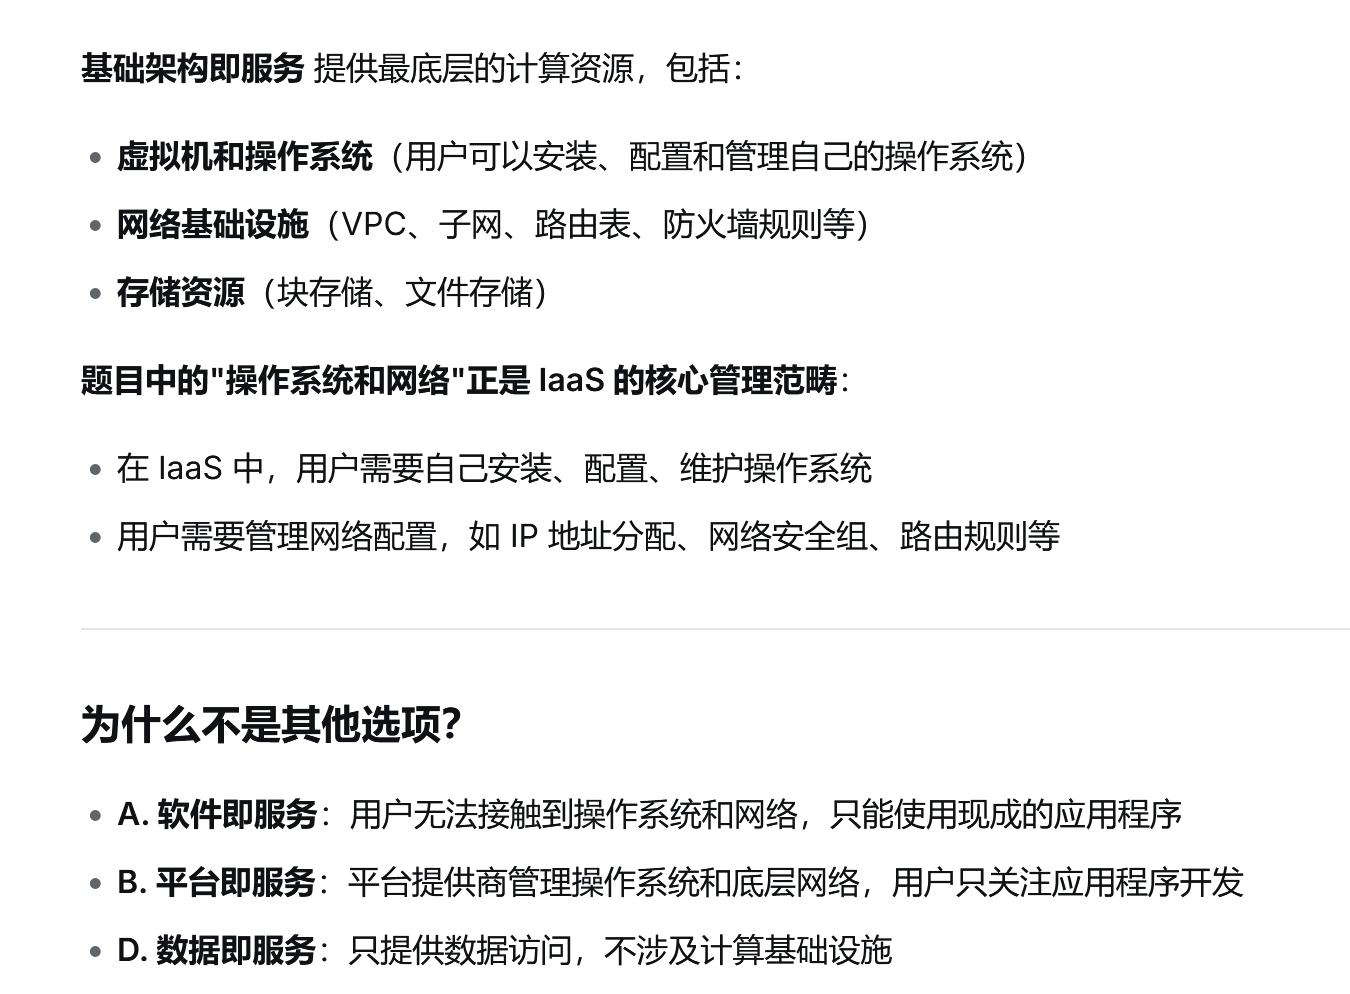 基础架构即服务 提供最底层的计算资源，包括：
• 虚拟机和操作系统（用户可以安装、配置和管理自己的操作系统）
• 网络基础设施（VPC、子网、路由表、防火墙规则等）
• 存储资源（块存储、文件存储）
题目中的"操作系统和网络"正是 IaaS 的核心管理范畴：
• 在 IaaS 中，用户需要自己安装、配置、维护操作系统
• 用户需要管理网络配置，如 IP 地址分配、网络安全组、路由规则等
为什么不是其他选项？
• A. 软件即服务：用户无法接触到操作系统和网络，只能使用现成的应用程序
• B. 平台即服务：平台提供商管理操作系统和底层网络，用户只关注应用程序开发
• D. 数据即服务：只提供数据访问，不涉及计算基础设施